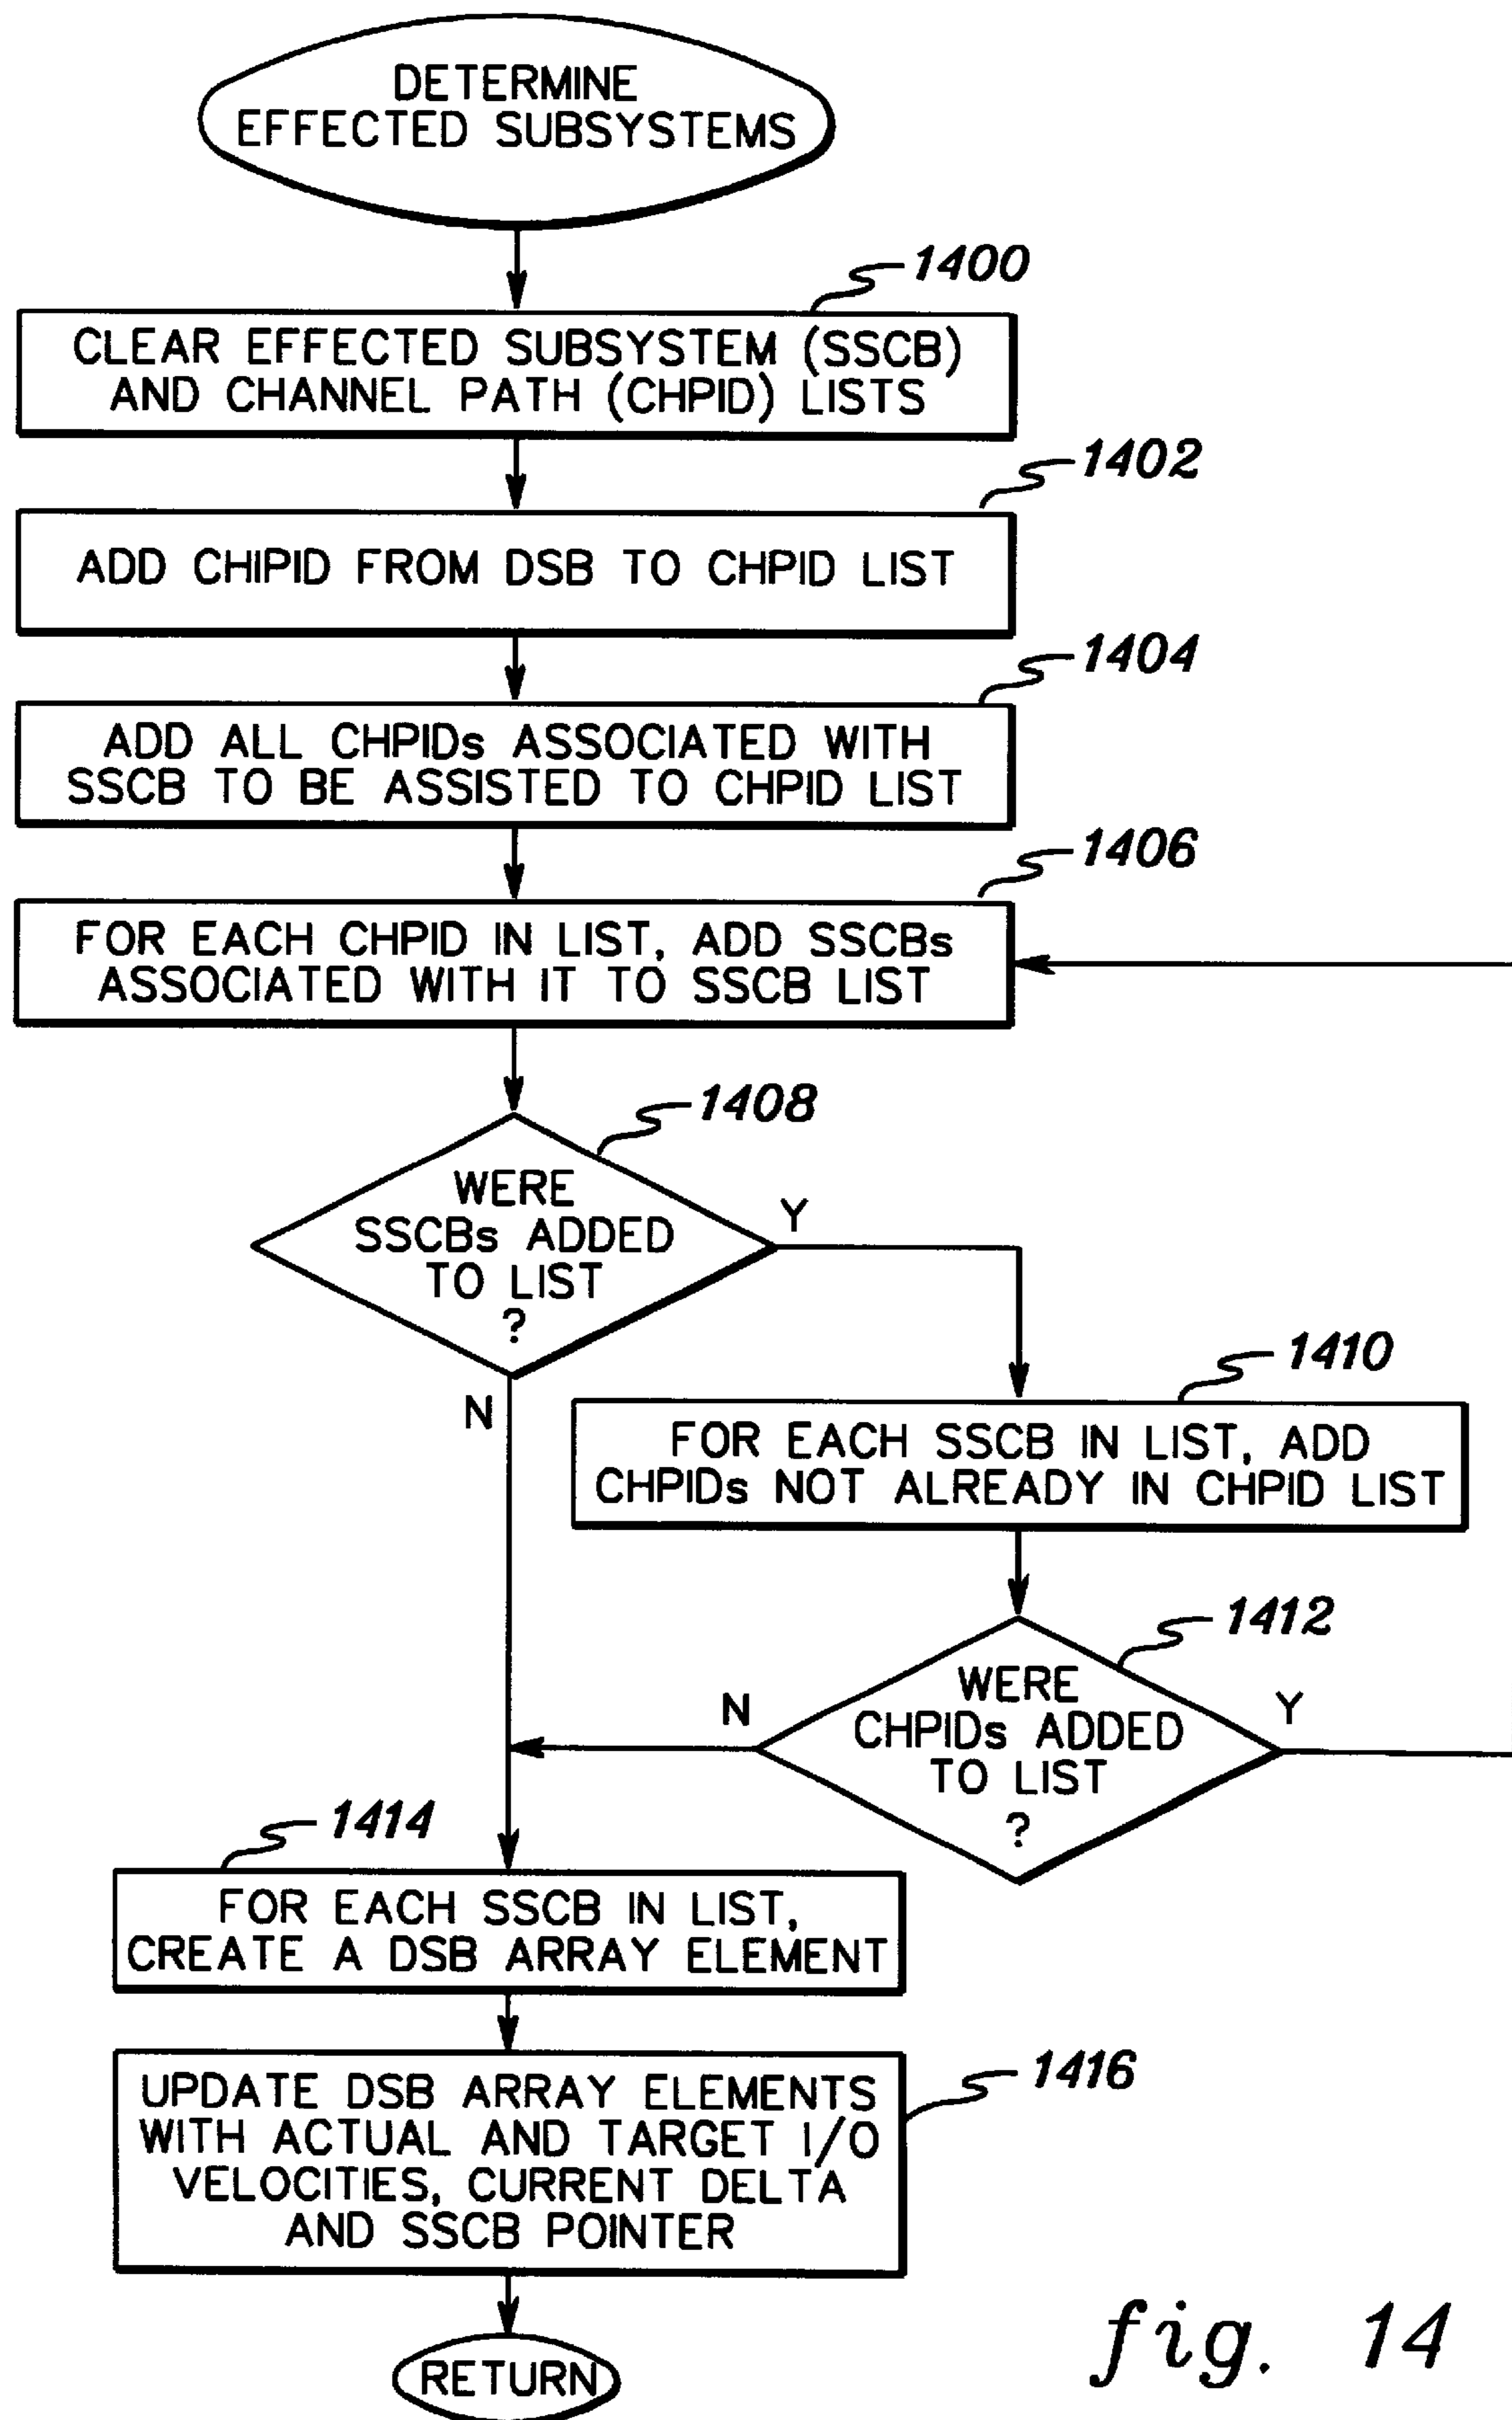 DETERMINE
EFFECTED SUBSYSTEMS
1400
CLEAR EFFECTED SUBSYSTEM (SSCB)
AND CHANNEL PATH (CHPID) LISTS
1402
ADD CHIPID FROM DSB TO CHPID LIST
1404
ADD ALL CHPIDs ASSOCIATED WITH
SSCB TO BE ASSISTED TO CHPID LIST
1406
FOR EACH CHPID IN LIST, ADD SSCBs
ASSOCIATED WITH IT TO SSCB LIST
1408
WERE
SSCBs ADDED
TO LIST
?
Y
N
1410
FOR EACH SSCB IN LIST, ADD
CHPIDs NOT ALREADY IN CHPID LIST
1412
WERE
CHPIDs ADDED
TO LIST
?
N
Y
1414
FOR EACH SSCB IN LIST,
CREATE A DSB ARRAY ELEMENT
1416
UPDATE DSB ARRAY ELEMENTS
WITH ACTUAL AND TARGET I/O
VELOCITIES, CURRENT DELTA
AND SSCB POINTER
RETURN
fig. 14